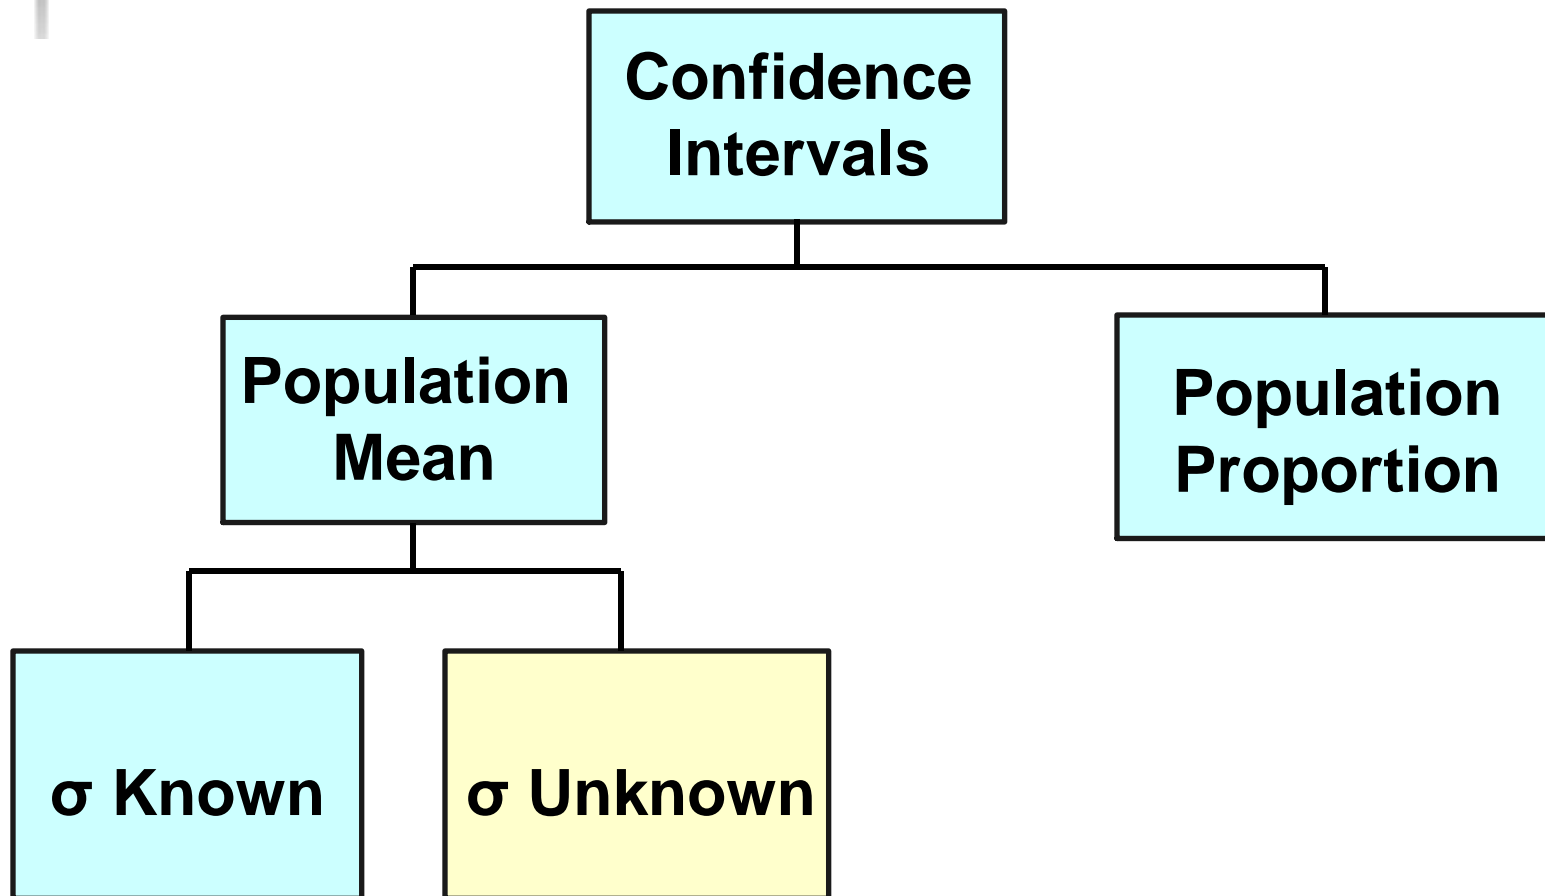 Confidence
Intervals
Population
Mean
Population
Proportion
σ Known
σ Unknown